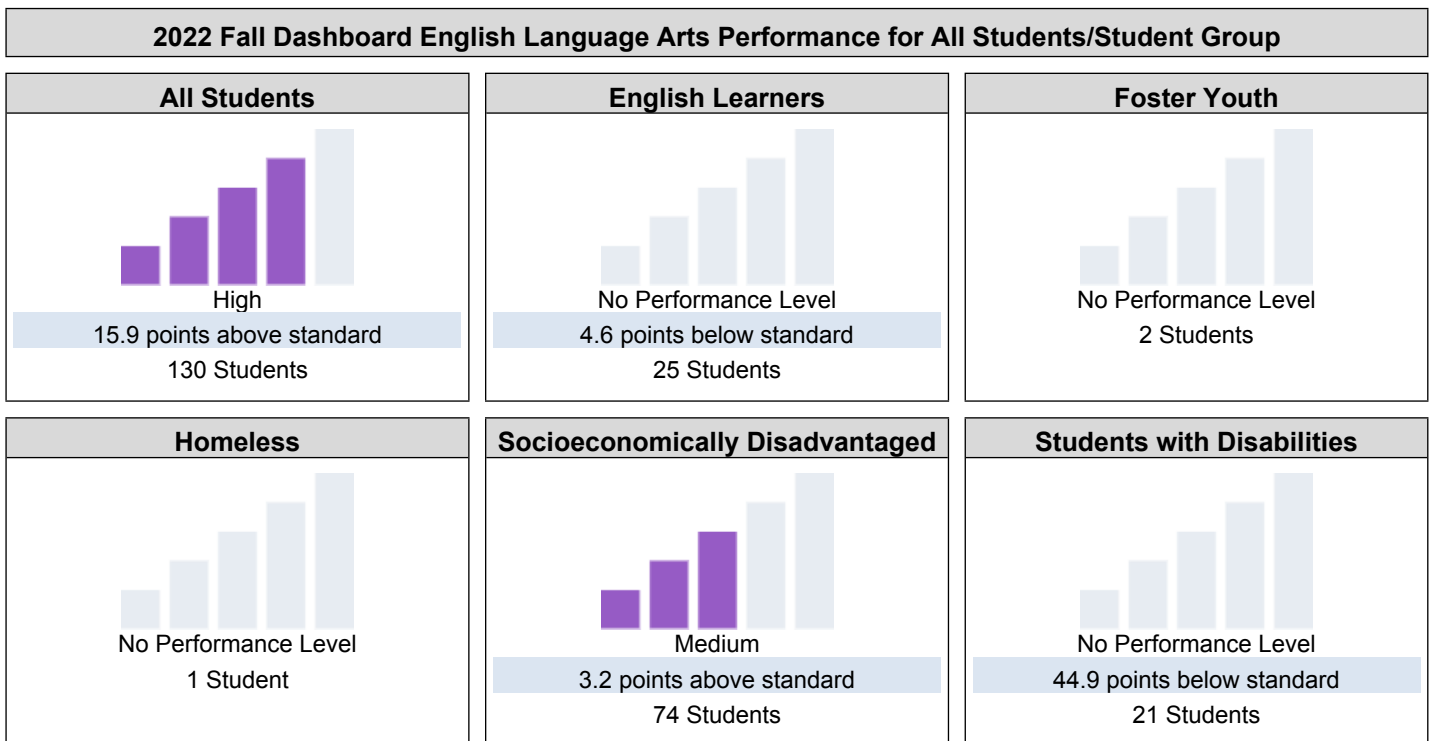 2022 Fall Dashboard English Language Arts Performance for All Students/Student Group
All Students
High
15.9 points above standard
130 Students
English Learners
No Performance Level
4.6 points below standard
25 Students
Foster Youth
No Performance Level
2 Students
Homeless
No Performance Level
1 Student
Socioeconomically Disadvantaged
Medium
3.2 points above standard
74 Students
Students with Disabilities
No Performance Level
44.9 points below standard
21 Students